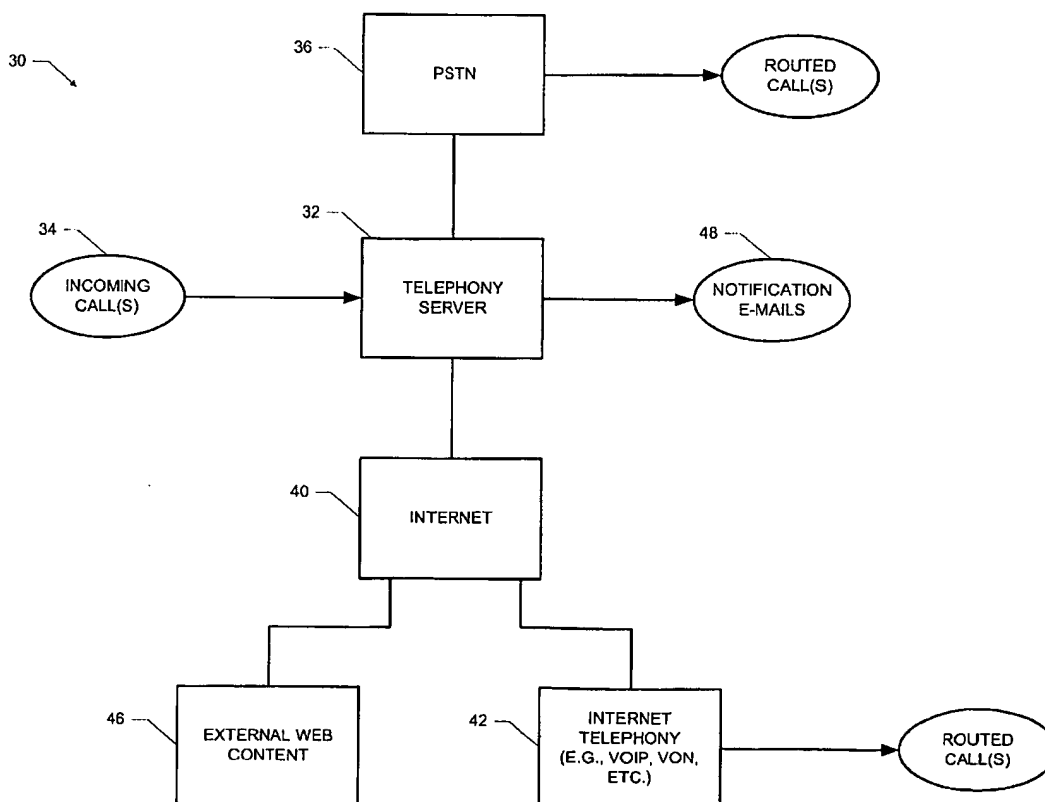 30
36
PSTN
ROUTED
CALL(S)
34
INCOMING
CALL(S)
32
TELEPHONY
SERVER
48
NOTIFICATION
E-MAILS
40
INTERNET
46
EXTERNAL WEB
CONTENT
42
INTERNET
TELEPHONY
(E.G., VOIP, VON,
ETC.)
ROUTED
CALL(S)